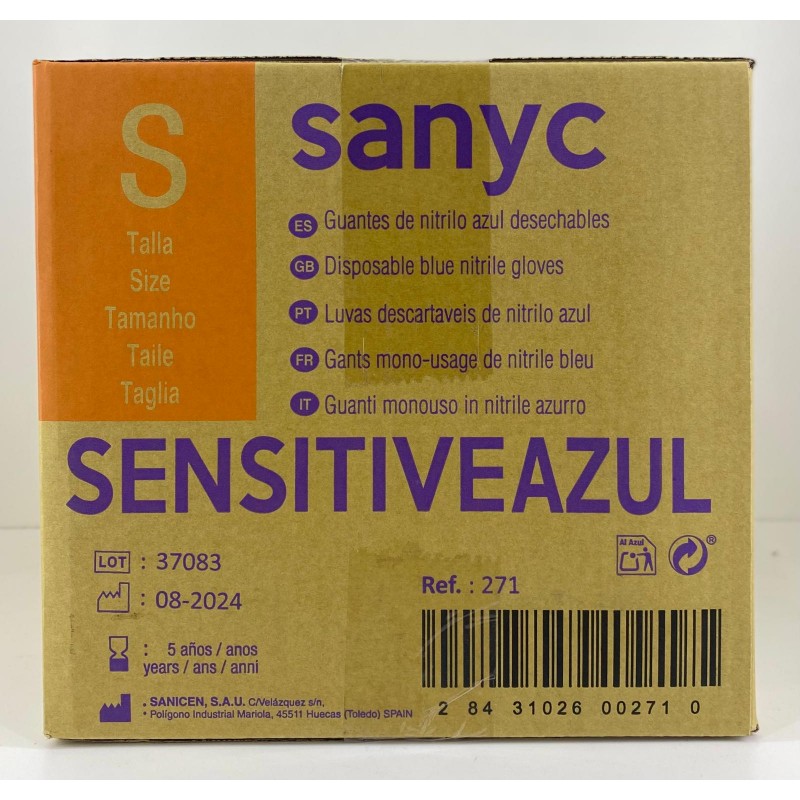 S
Talla
Size
Tamanho
Taile
Taglia
sanyc
ES Guantes de nitrilo azul desechables
GB Disposable blue nitrile gloves
PT Luvas descartaveis de nitrilo azul
FR Gants mono-usage de nitrile bleu
IT Guanti monouso in nitrile azurro
SENSITIVEAZUL
LOT : 37083
: 08-2024
: 5 años / anos
years / ans / anni
. SANICEN, S.A.U. C/Velázquez s/n,
• Polígono Industrial Mariola, 45511 Huecas (Toledo) SPAIN
Al Azul
®
Ref. : 271
2 84 31026 00271 0